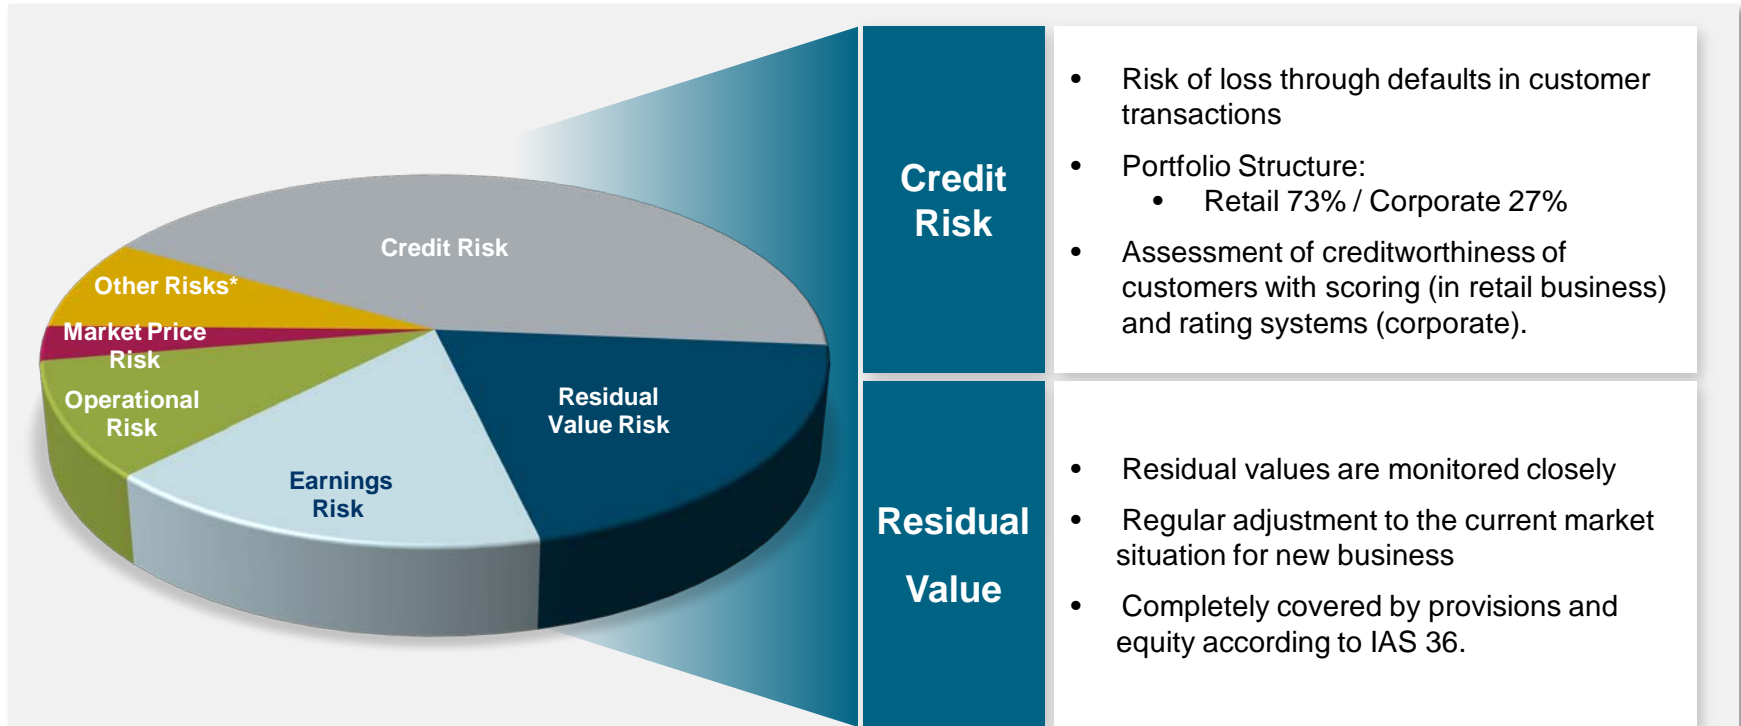 Credit Risk
Other Risks*
Market Price
Risk
Operational
Risk
Earnings
Risk
Residual
Value Risk
Credit
Risk
• Risk of loss through defaults in customer
transactions
• Portfolio Structure:
• Retail 73% / Corporate 27%
• Assessment of creditworthiness of
customers with scoring (in retail business)
and rating systems (corporate).
Residual
Value
• Residual values are monitored closely
• Regular adjustment to the current market
situation for new business
• Completely covered by provisions and
equity according to IAS 36.